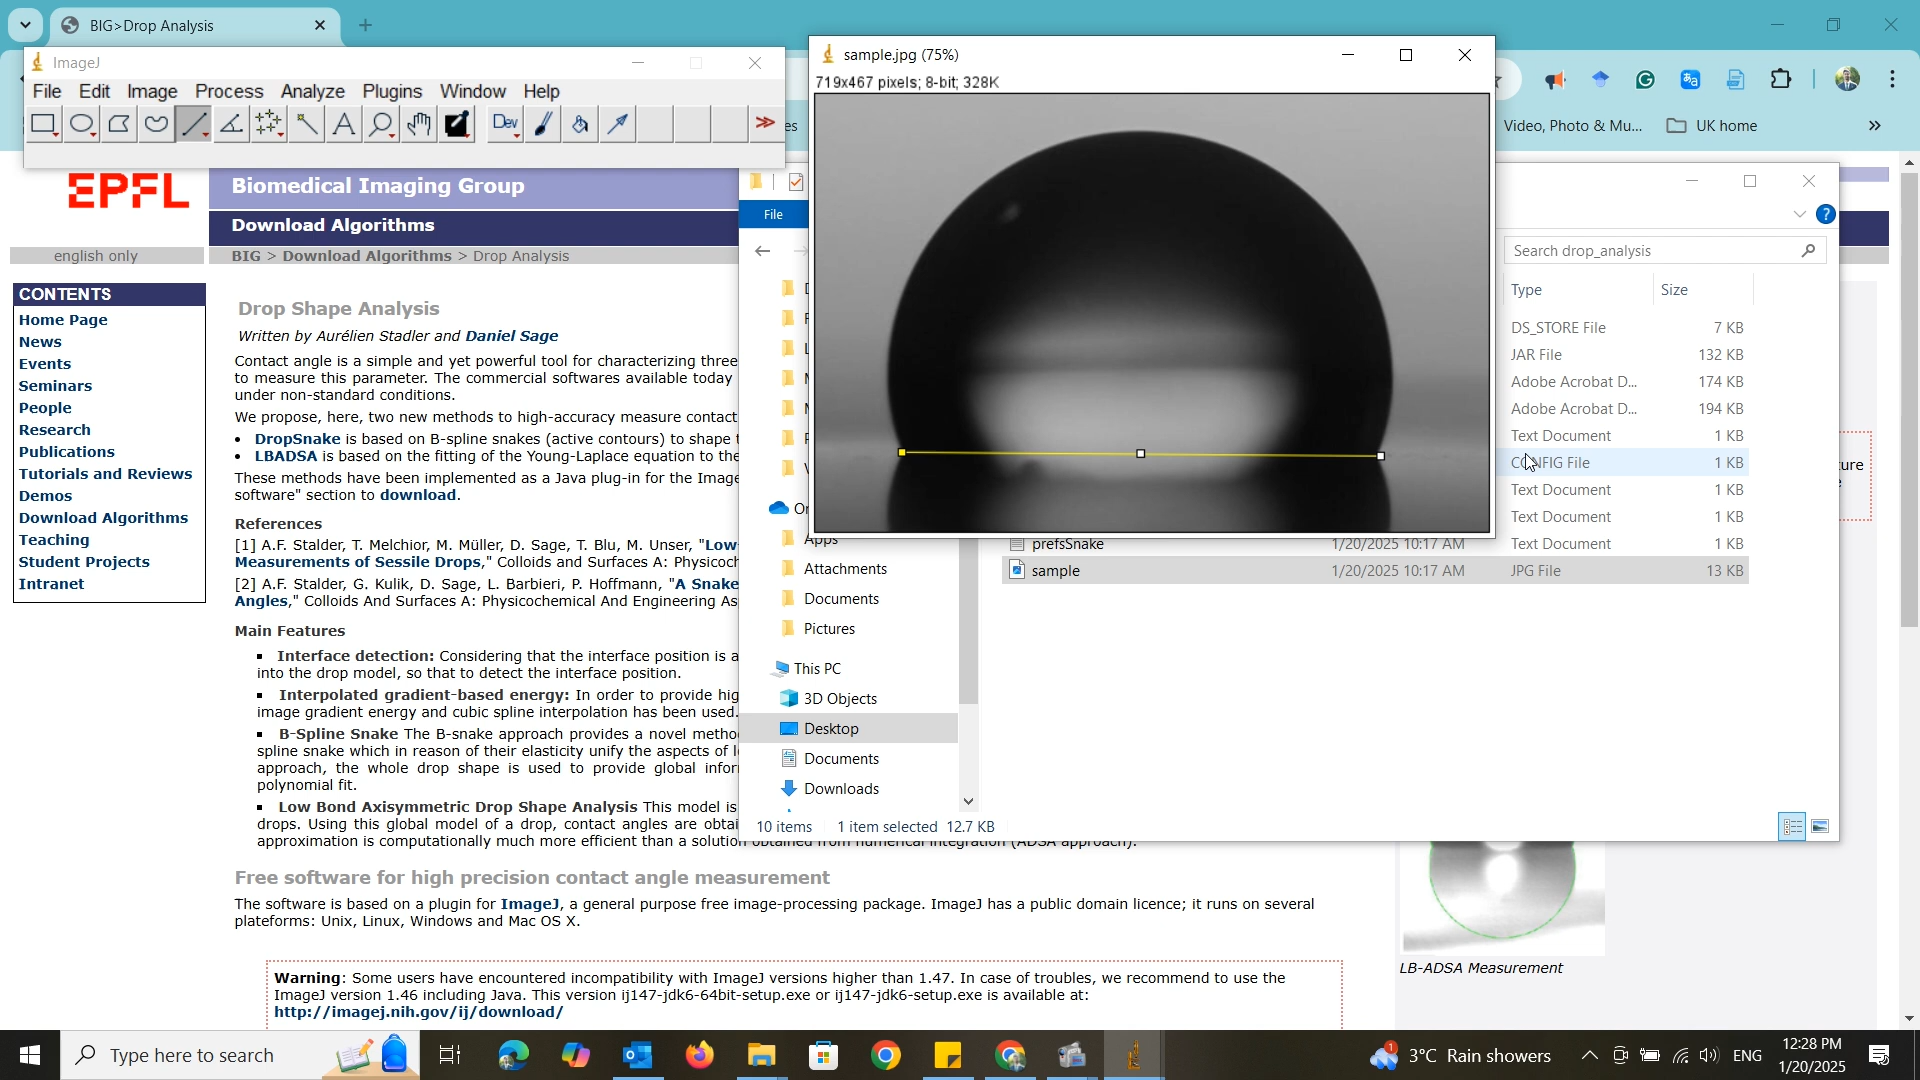 BIG>Drop Analysis
ImageJ
File Edit Image Process Analyze Plugins Window Help
Dev
sample.jpg (75%)
719x467 pixels; 8-bit; 328K
Video, Photo & Mu...
UK home
EPFL
english only
Biomedical Imaging Group
Download Algorithms
BIG > Download Algorithms > Drop Analysis
CONTENTS
Home Page
News
Events
Seminars
People
Research
Publications
Tutorials and Reviews
Demos
Download Algorithms
Teaching
Student Projects
Intranet
Drop Shape Analysis
Written by Aurélien Stadler and Daniel Sage
Contact angle is a simple and yet powerful tool for characterizing three
to measure this parameter. The commercial softwares available today
under non-standard conditions.
We propose, here, two new methods to high-accuracy measure contact
• DropSnake is based on B-spline snakes (active contours) to shape
• LBADSA is based on the fitting of the Young-Laplace equation to the
These methods have been implemented as a Java plug-in for the Image
software" section to download.
References
[1] A.F. Stalder, T. Melchior, M. Müller, D. Sage, T. Blu, M. Unser, "Low-
Measurements of Sessile Drops," Colloids and Surfaces A: Physicoch
[2] A.F. Stalder, G. Kulik, D. Sage, L. Barbieri, P. Hoffmann, "A Snake
Angles," Colloids And Surfaces A: Physicochemical And Engineering As
Main Features
Interface detection: Considering that the interface position is a
into the drop model, so that to detect the interface position.
Interpolated gradient-based energy: In order to provide hig
image gradient energy and cubic spline interpolation has been used.
B-Spline Snake The B-snake approach provides a novel metho
spline snake which in reason of their elasticity unify the aspects of l
approach, the whole drop shape is used to provide global infor
polynomial fit.
Low Bond Axisymmetric Drop Shape Analysis This model is
drops. Using this global model of a drop, contact angles are obtai
approximation is computationally much more efficient than a solution obtained from numerical integration (ADSA approach).
Free software for high precision contact angle measurement
The software is based on a plugin for ImageJ, a general purpose free image-processing package. ImageJ has a public domain licence; it runs on several
plateforms: Unix, Linux, Windows and Mac OS X.
Warning: Some users have encountered incompatibility with ImageJ versions higher than 1.47. In case of troubles, we recommend to use the
ImageJ version 1.46 including Java. This version ij147-jdk6-64bit-setup.exe or ij147-jdk6-setup.exe is available at:
http://imagej.nih.gov/ij/download/
LB-ADSA Measurement
File
Search drop_analysis
Type Size
DS_STORE File 7 KB
JAR File 132 KB
Adobe Acrobat D... 174 KB
Adobe Acrobat D... 194 KB
Text Document 1 KB
CONFIG File 1 KB
Text Document 1 KB
Text Document 1 KB
prefsSnake 1/20/2025 10:17 AM Text Document 1 KB
sample 1/20/2025 10:17 AM JPG File 13 KB
Apps
Attachments
Documents
Pictures
This PC
3D Objects
Desktop
Documents
Downloads
10 items 1 item selected 12.7 KB
Type here to search
3°C Rain showers
ENG
12:28 PM
1/20/2025